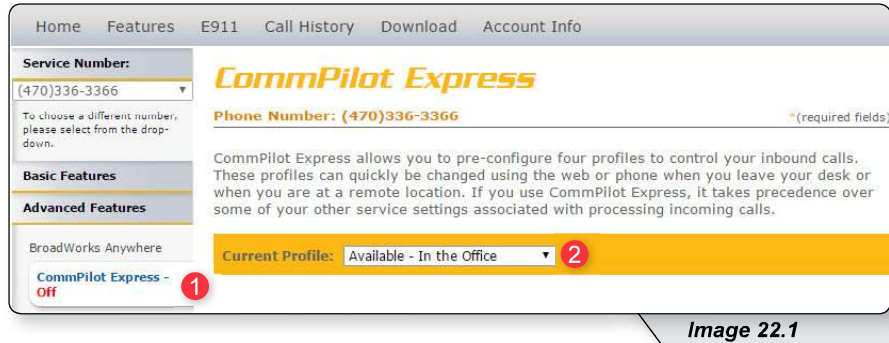 Home Features E911 Call History Download Account Info
Service Number:
(470)336-3366
To choose a different number,
please select from the drop-
down.
Basic Features
Advanced Features
BroadWorks Anywhere
CommPilot Express -
Off
1
CommPilot Express
Phone Number: (470)336-3366
*(required fields)
CommPilot Express allows you to pre-configure four profiles to control your inbound calls.
These profiles can quickly be changed using the web or phone when you leave your desk or
when you are at a remote location. If you use CommPilot Express, it takes precedence over
some of your other service settings associated with processing incoming calls.
Current Profile: Available - In the Office 2
Image 22.1